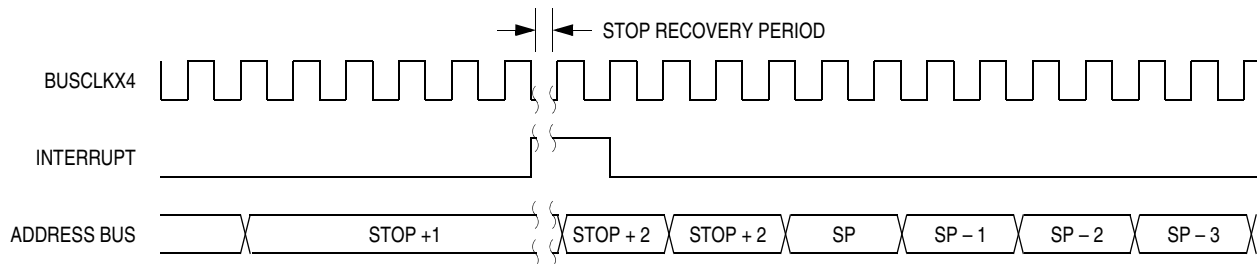 STOP RECOVERY PERIOD
BUSCLKX4
INTERRUPT
ADDRESS BUS STOP +1 STOP + 2 STOP + 2 SP SP – 1 SP – 2 SP – 3